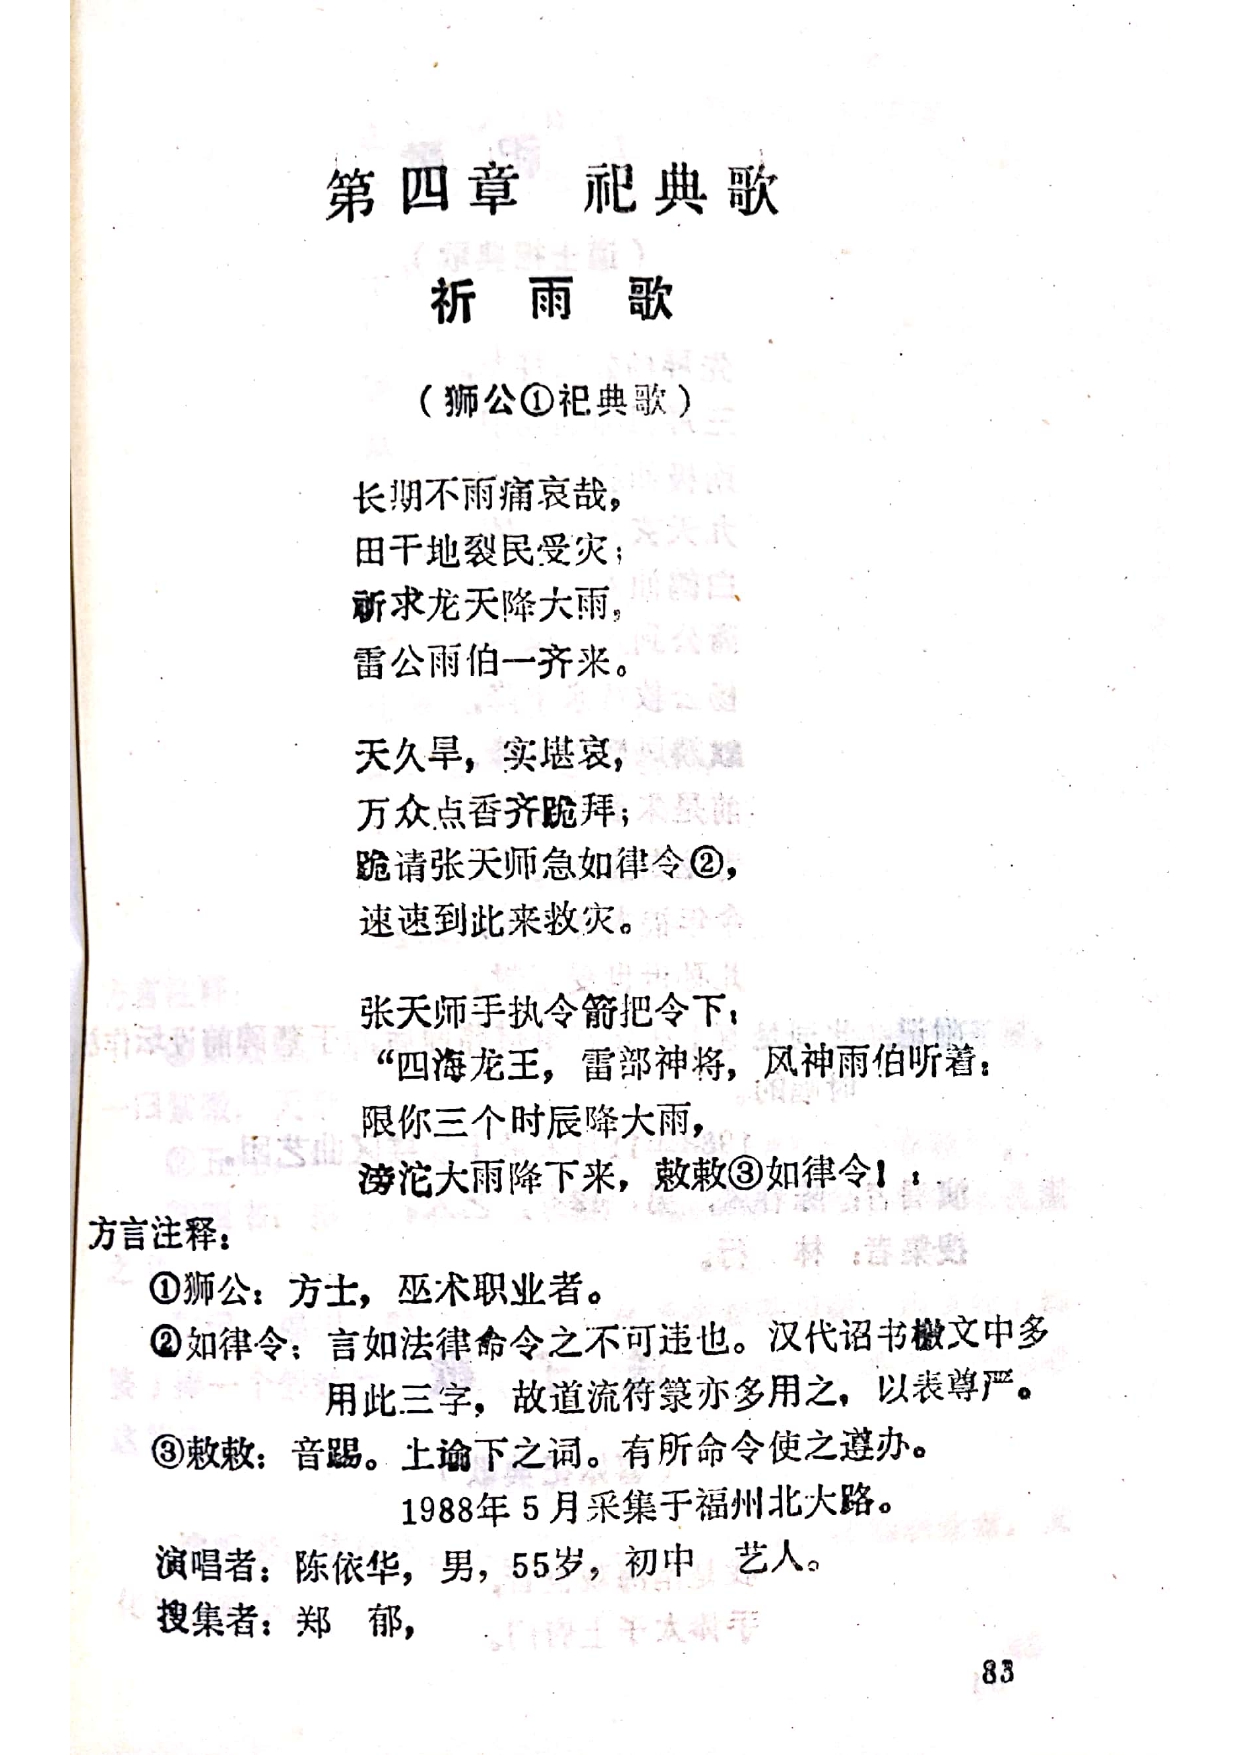 第四章　祀典歌
祈　雨　歌
（狮公①祀典歌）
长期不雨痛哀哉，
田干地裂民受灾；
祈求龙天降大雨，
雷公雨伯一齐来。
天久旱，实堪哀，
万众点香齐跪拜；
跪请张天师急如律令②，
速速到此来救灾。
张天师手执令箭把令下：
“四海龙王，雷部神将，风神雨伯听着：
限你三个时辰降大雨，
滂沱大雨降下来，敕敕③如律令！：
方言注释：
①狮公：方士，巫术职业者。
②如律令：言如法律命令之不可违也。汉代诏书檄文中多
用此三字，故道流符箓亦多用之，以表尊严。
③敕敕：音踢。上谕下之词。有所命令使之遵办。
1988年5月采集于福州北大路。
演唱者：陈依华，男，55岁，初中　艺人。
搜集者：郑　郁，
83